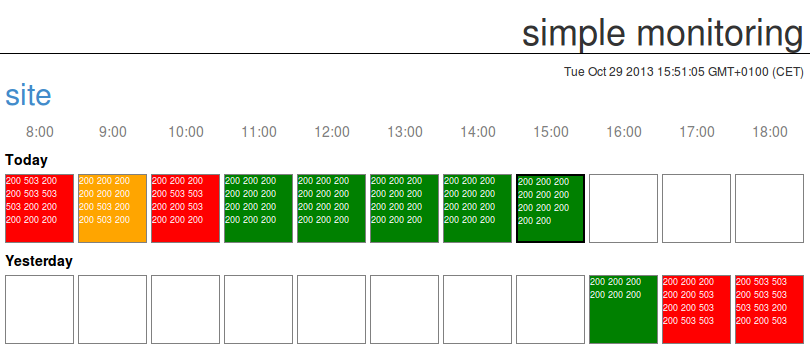 simple monitoring
Tue Oct 29 2013 15:51:05 GMT+0100 (CET)
site
8:00 9:00 10:00 11:00 12:00 13:00 14:00 15:00 16:00 17:00 18:00
Today
200 503 200 200 200 200 200 200 200 200 200 200 200 200 200 200 200 200 200 200 200 200 200 200
200 503 503 200 503 200 200 503 503 200 200 200 200 200 200 200 200 200 200 200 200 200 200 200
503 200 200 200 503 200 200 200 503 200 200 200 200 200 200 200 200 200 200 200 200 200 200 200
200 200 200 200 503 200 200 200 200 200 200 200 200 200 200 200 200 200 200 200 200 200 200
Yesterday
200 200 200 200 200 200 200 503 503
200 200 200 200 200 503 503 503 503
200 200 503 503 200 200
200 503 503 200 200 503